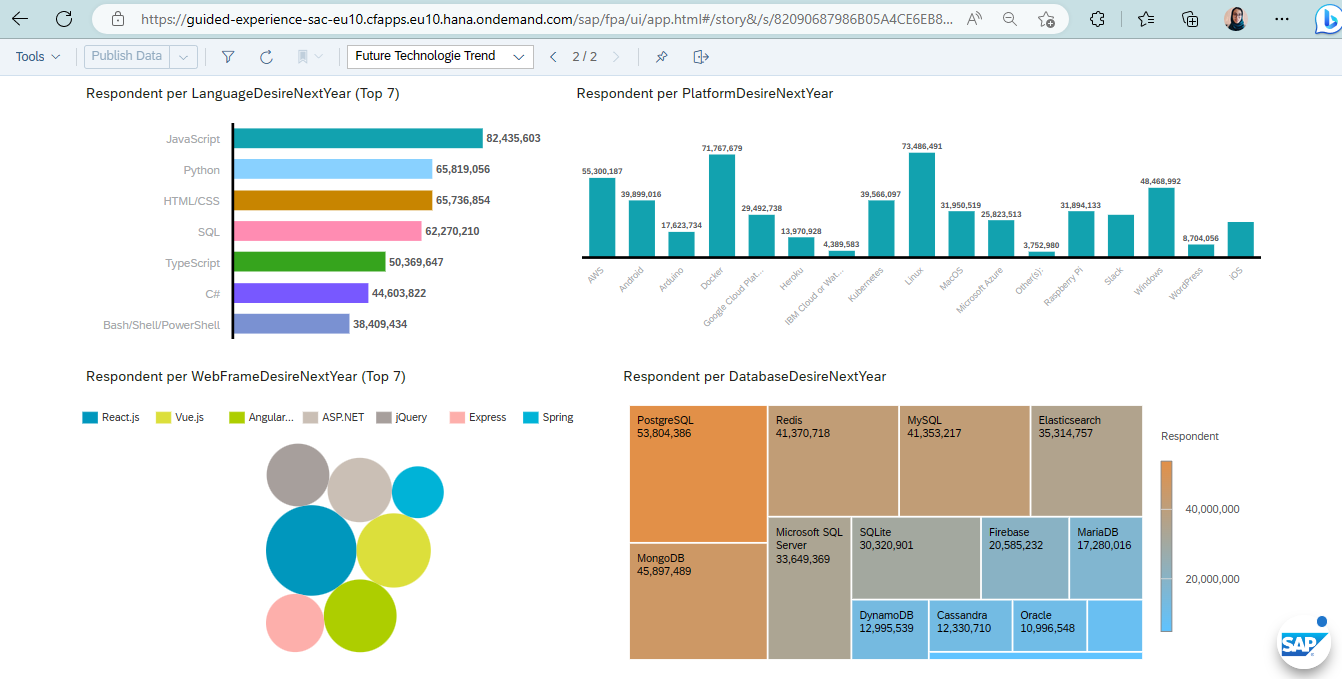 https://guided-experience-sac-eu10.cfapps.eu10.hana.ondemand.com/sap/fpa/ui/app.html#/story&/s/82090687986B05A4CE6EB8...
Tools
Publish Data
Future Technologie Trend
2 / 2
Respondent per LanguageDesireNextYear (Top 7)
JavaScript 82,435,603
Python 65,819,056
HTML/CSS 65,736,854
SQL 62,270,210
TypeScript 50,369,647
C# 44,603,822
Bash/Shell/PowerShell 38,409,434
Respondent per PlatformDesireNextYear
55,300,187
39,899,016
17,623,734
71,767,679
29,492,738
13,970,928
4,389,583
39,566,097
73,486,491
31,950,519
25,823,513
3,752,980
31,894,133
48,468,992
8,704,056
AWS
Android
Arduino
Docker
Google Cloud Plat...
Heroku
IBM Cloud or Wat...
Kubernetes
Linux
MacOS
Microsoft Azure
Other(s):
Raspberry Pi
Slack
Windows
WordPress
iOS
Respondent per WebFrameDesireNextYear (Top 7)
React.js Vue.js Angular... ASP.NET jQuery Express Spring
Respondent per DatabaseDesireNextYear
PostgreSQL
53,804,386
Redis
41,370,718
MySQL
41,353,217
Elasticsearch
35,314,757
MongoDB
45,897,489
Microsoft SQL
Server
33,649,369
SQLite
30,320,901
Firebase
20,585,232
MariaDB
17,280,016
DynamoDB
12,995,539
Cassandra
12,330,710
Oracle
10,996,548
Respondent
40,000,000
20,000,000
SAP